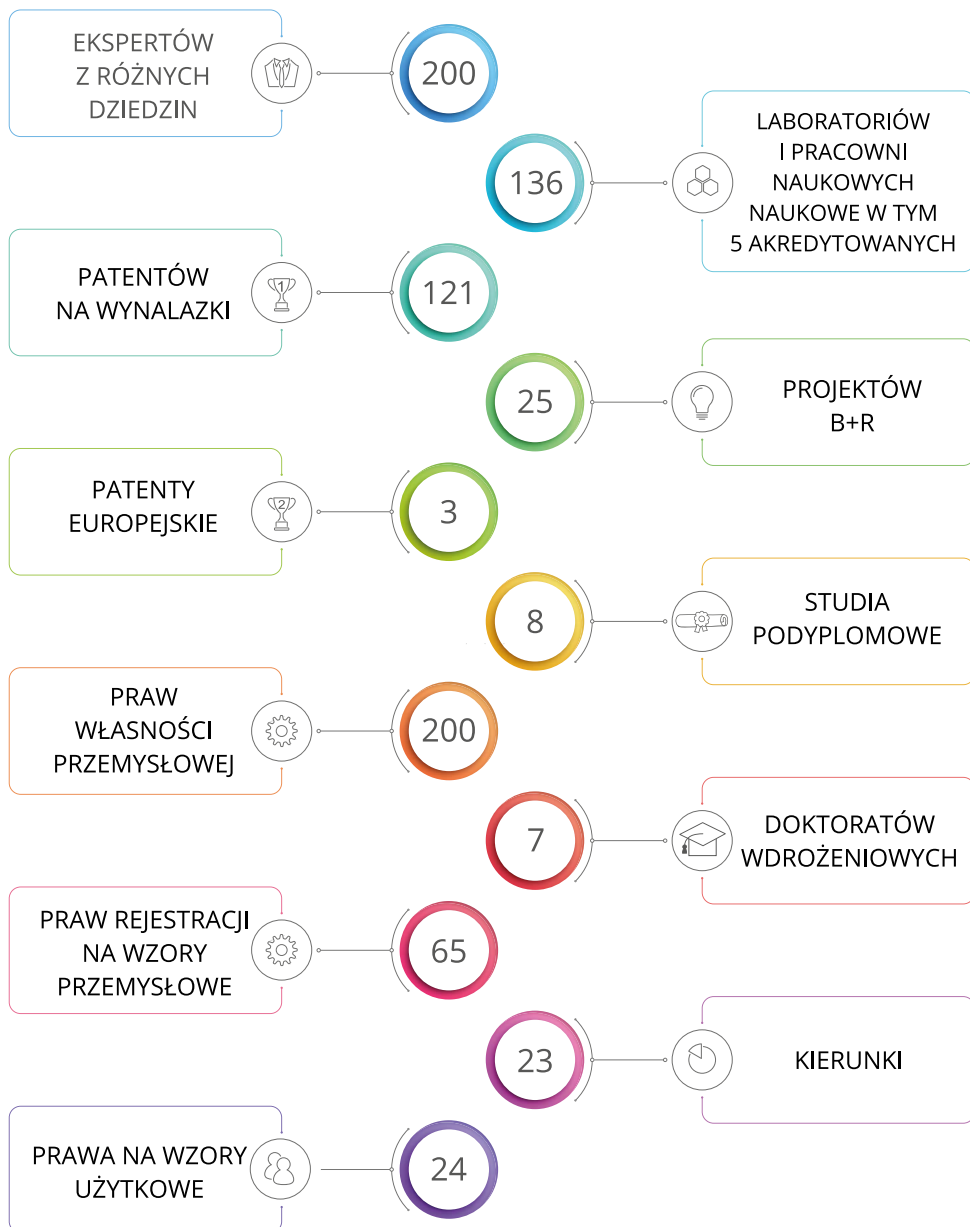 EKSPERTÓW
Z RÓŻNYCH
DZIEDZIN
200
136
LABORATORIÓW
I PRACOWNI
NAUKOWYCH
NAUKOWE W TYM
5 AKREDYTOWANYCH
PATENTÓW
NA WYNALAZKI
1
121
25
PROJEKTÓW
B+R
PATENTY
EUROPEJSKIE
2
3
8
STUDIA
PODYPLOMOWE
PRAW
WŁASNOŚCI
PRZEMYSŁOWEJ
200
7
DOKTORATÓW
WDROŻENIOWYCH
PRAW REJESTRACJI
NA WZORY
PRZEMYSŁOWE
65
23
KIERUNKI
PRAWA NA WZORY
UŻYTKOWE
24